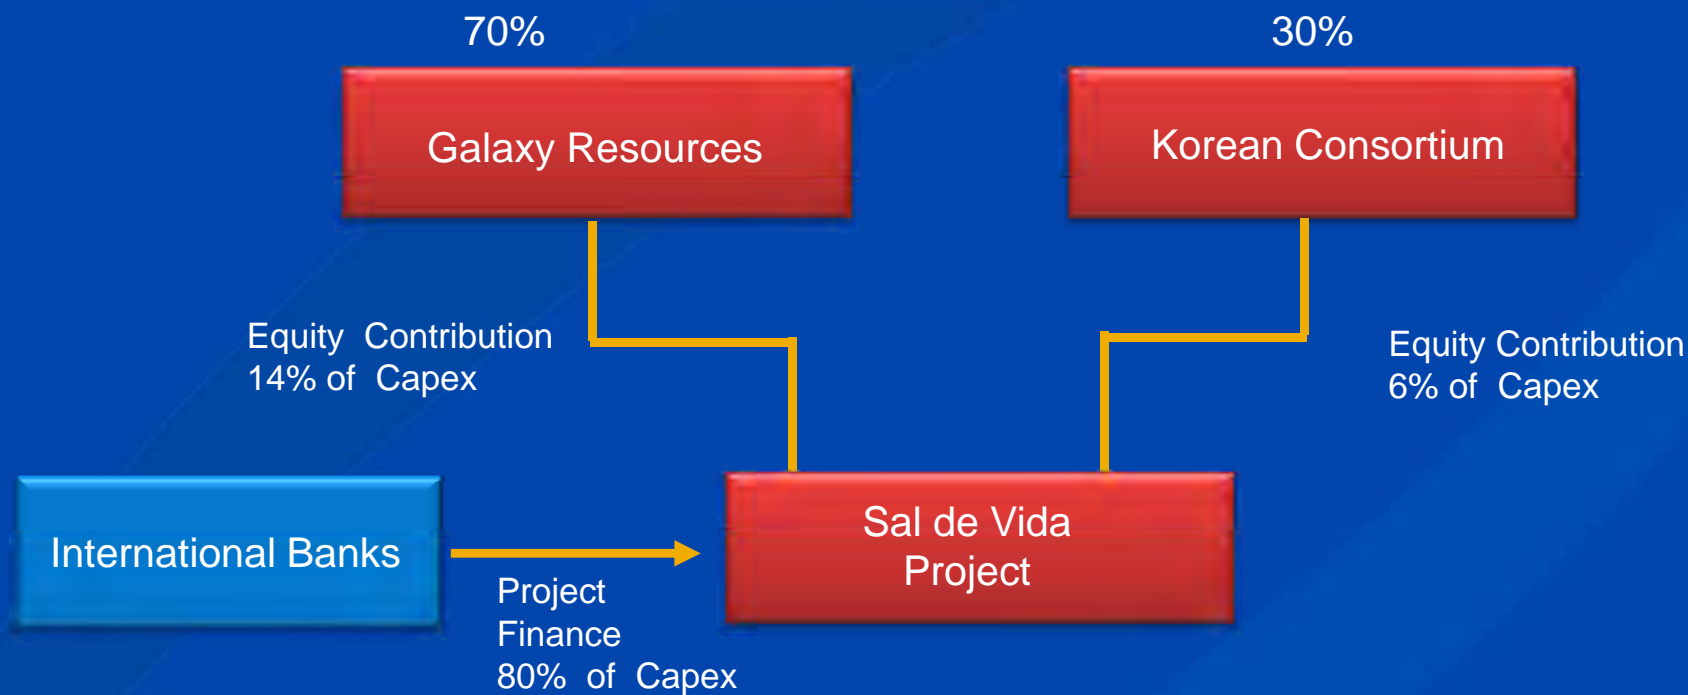 70%
30%
Galaxy Resources
Korean Consortium
Equity Contribution
14% of Capex
Equity Contribution
6% of Capex
International Banks
Project
Finance
80% of Capex
Sal de Vida
Project